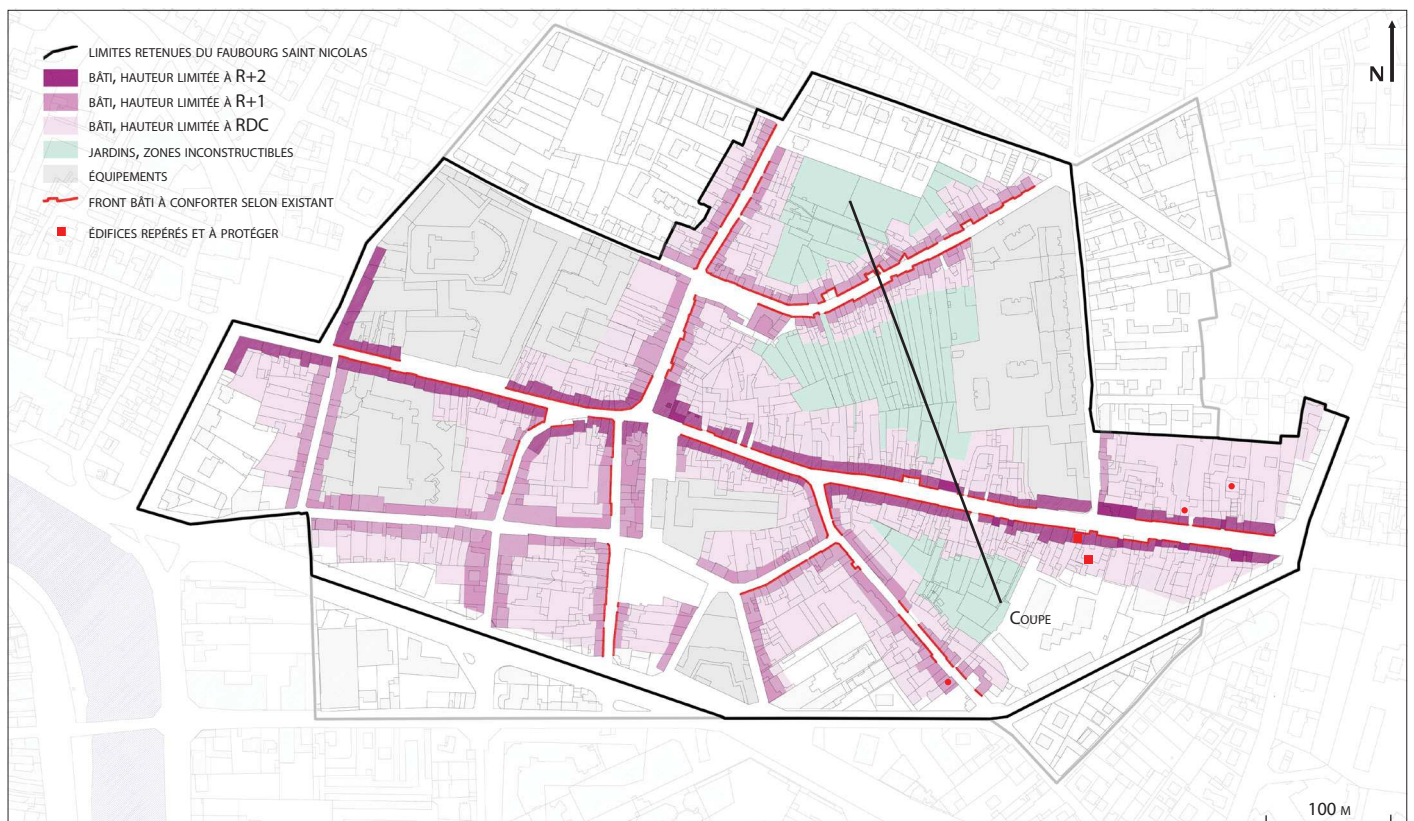 LIMITES RETENUES DU FAUBOURG SAINT NICOLAS
BÂTI, HAUTEUR LIMITÉE À R+2
BÂTI, HAUTEUR LIMITÉE À R+1
BÂTI, HAUTEUR LIMITÉE À RDC
JARDINS, ZONES INCONSTRUCTIBLES
ÉQUIPEMENTS
FRONT BÂTI À CONFORTER SELON EXISTANT
ÉDIFICES REPÉRÉS ET À PROTÉGER
N
COUPE
100 M